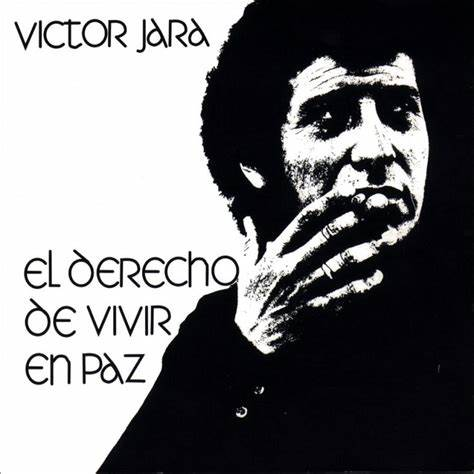 VICTOR JARA
EL DERECHO
DE VIVIR
EN PAZ